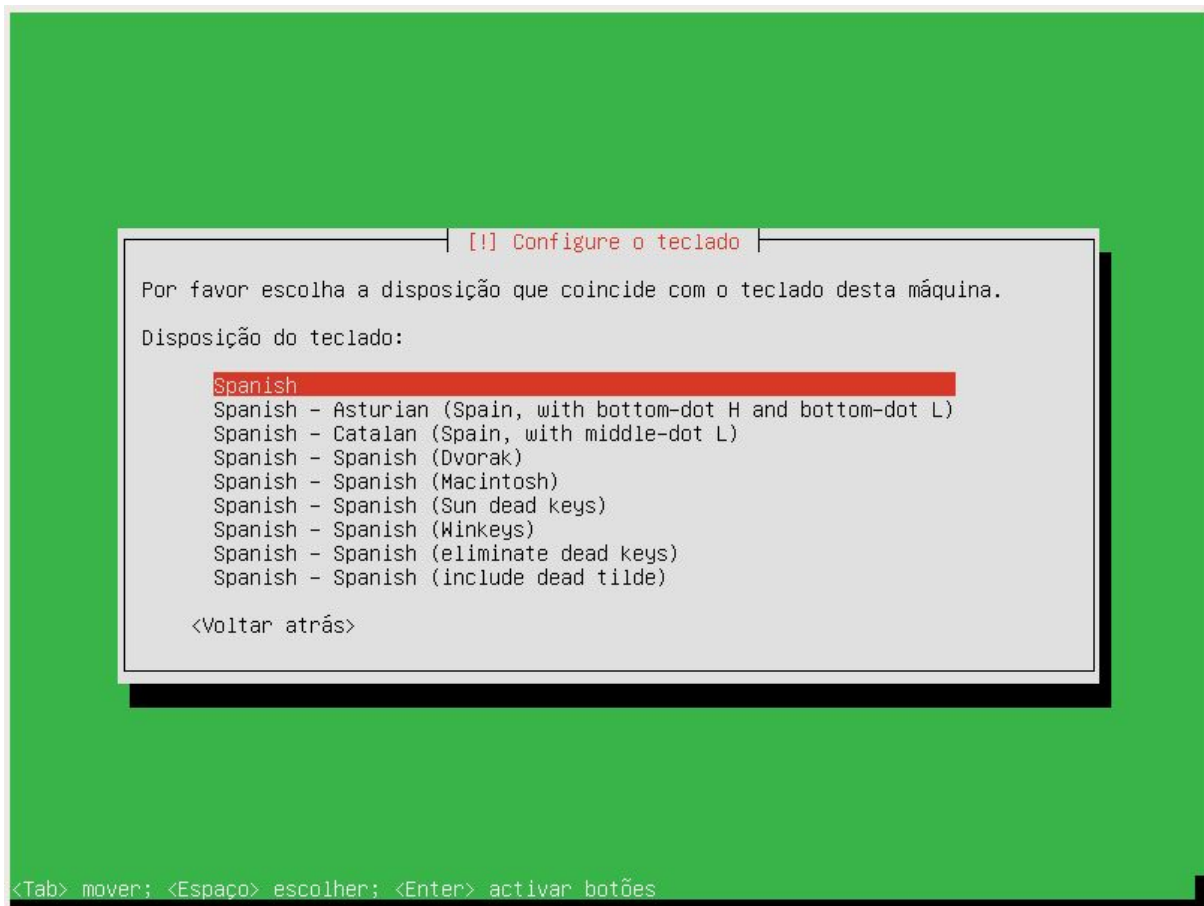 [!] Configure o teclado
Por favor escolha a disposição que coincide com o teclado desta máquina.
Disposição do teclado:
Spanish
Spanish – Asturian (Spain, with bottom-dot H and bottom-dot L)
Spanish – Catalan (Spain, with middle-dot L)
Spanish – Spanish (Dvorak)
Spanish – Spanish (Macintosh)
Spanish – Spanish (Sun dead keys)
Spanish – Spanish (Winkeys)
Spanish – Spanish (eliminate dead keys)
Spanish – Spanish (include dead tilde)
<Voltar atrás>
<Tab> mover; <Espaço> escolher; <Enter> activar botões